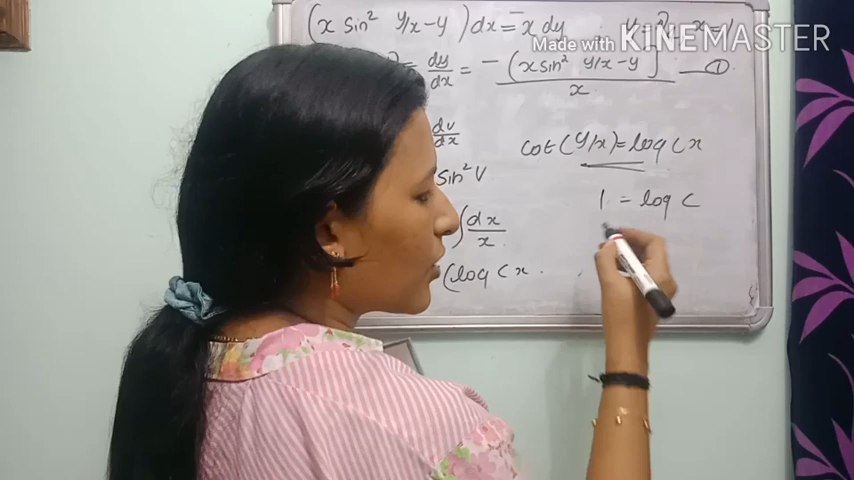 (x sin² y/x-y) dx = x dy
Made with KINEMASTER
dy/dx = -(x sin² y/x-y) / x ——①
dv/dx
cot (y/x) = log Cx
sin² V
1 = log C
) dx/x
(log Cx